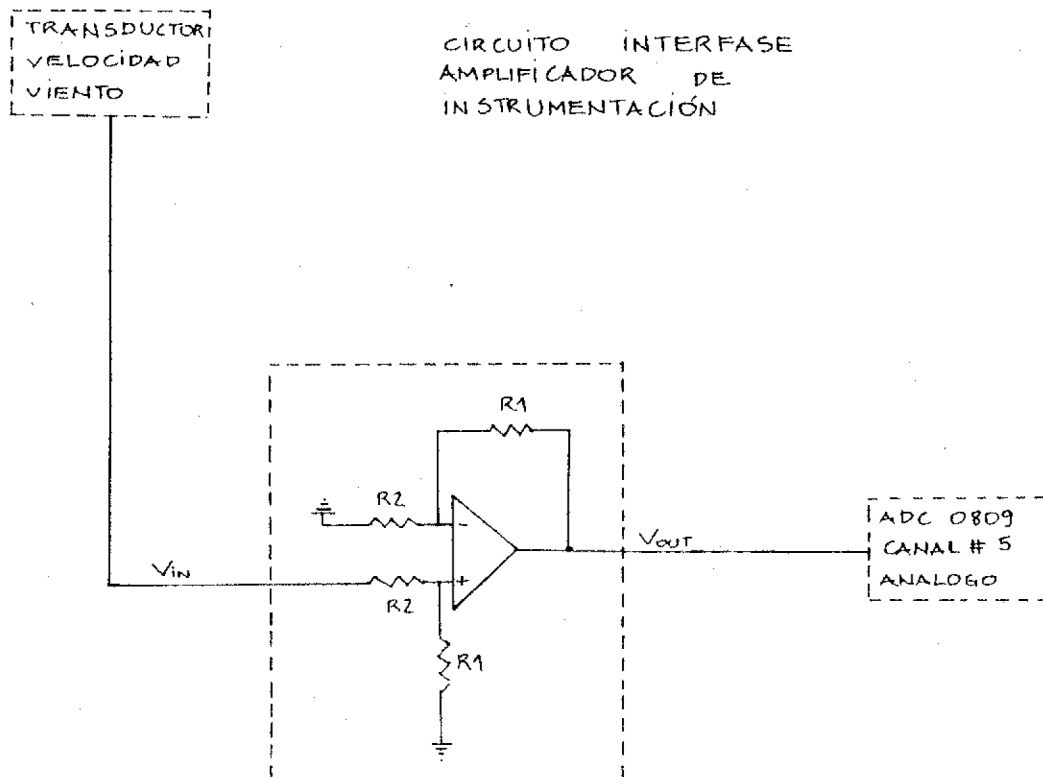 TRANSDUCTOR
VELOCIDAD
VIENTO
CIRCUITO INTERFASE
AMPLIFICADOR DE
INSTRUMENTACIÓN
R1
R2
-
VIN
R2
+
R1
VOUT
ADC 0809
CANAL # 5
ANALOGO